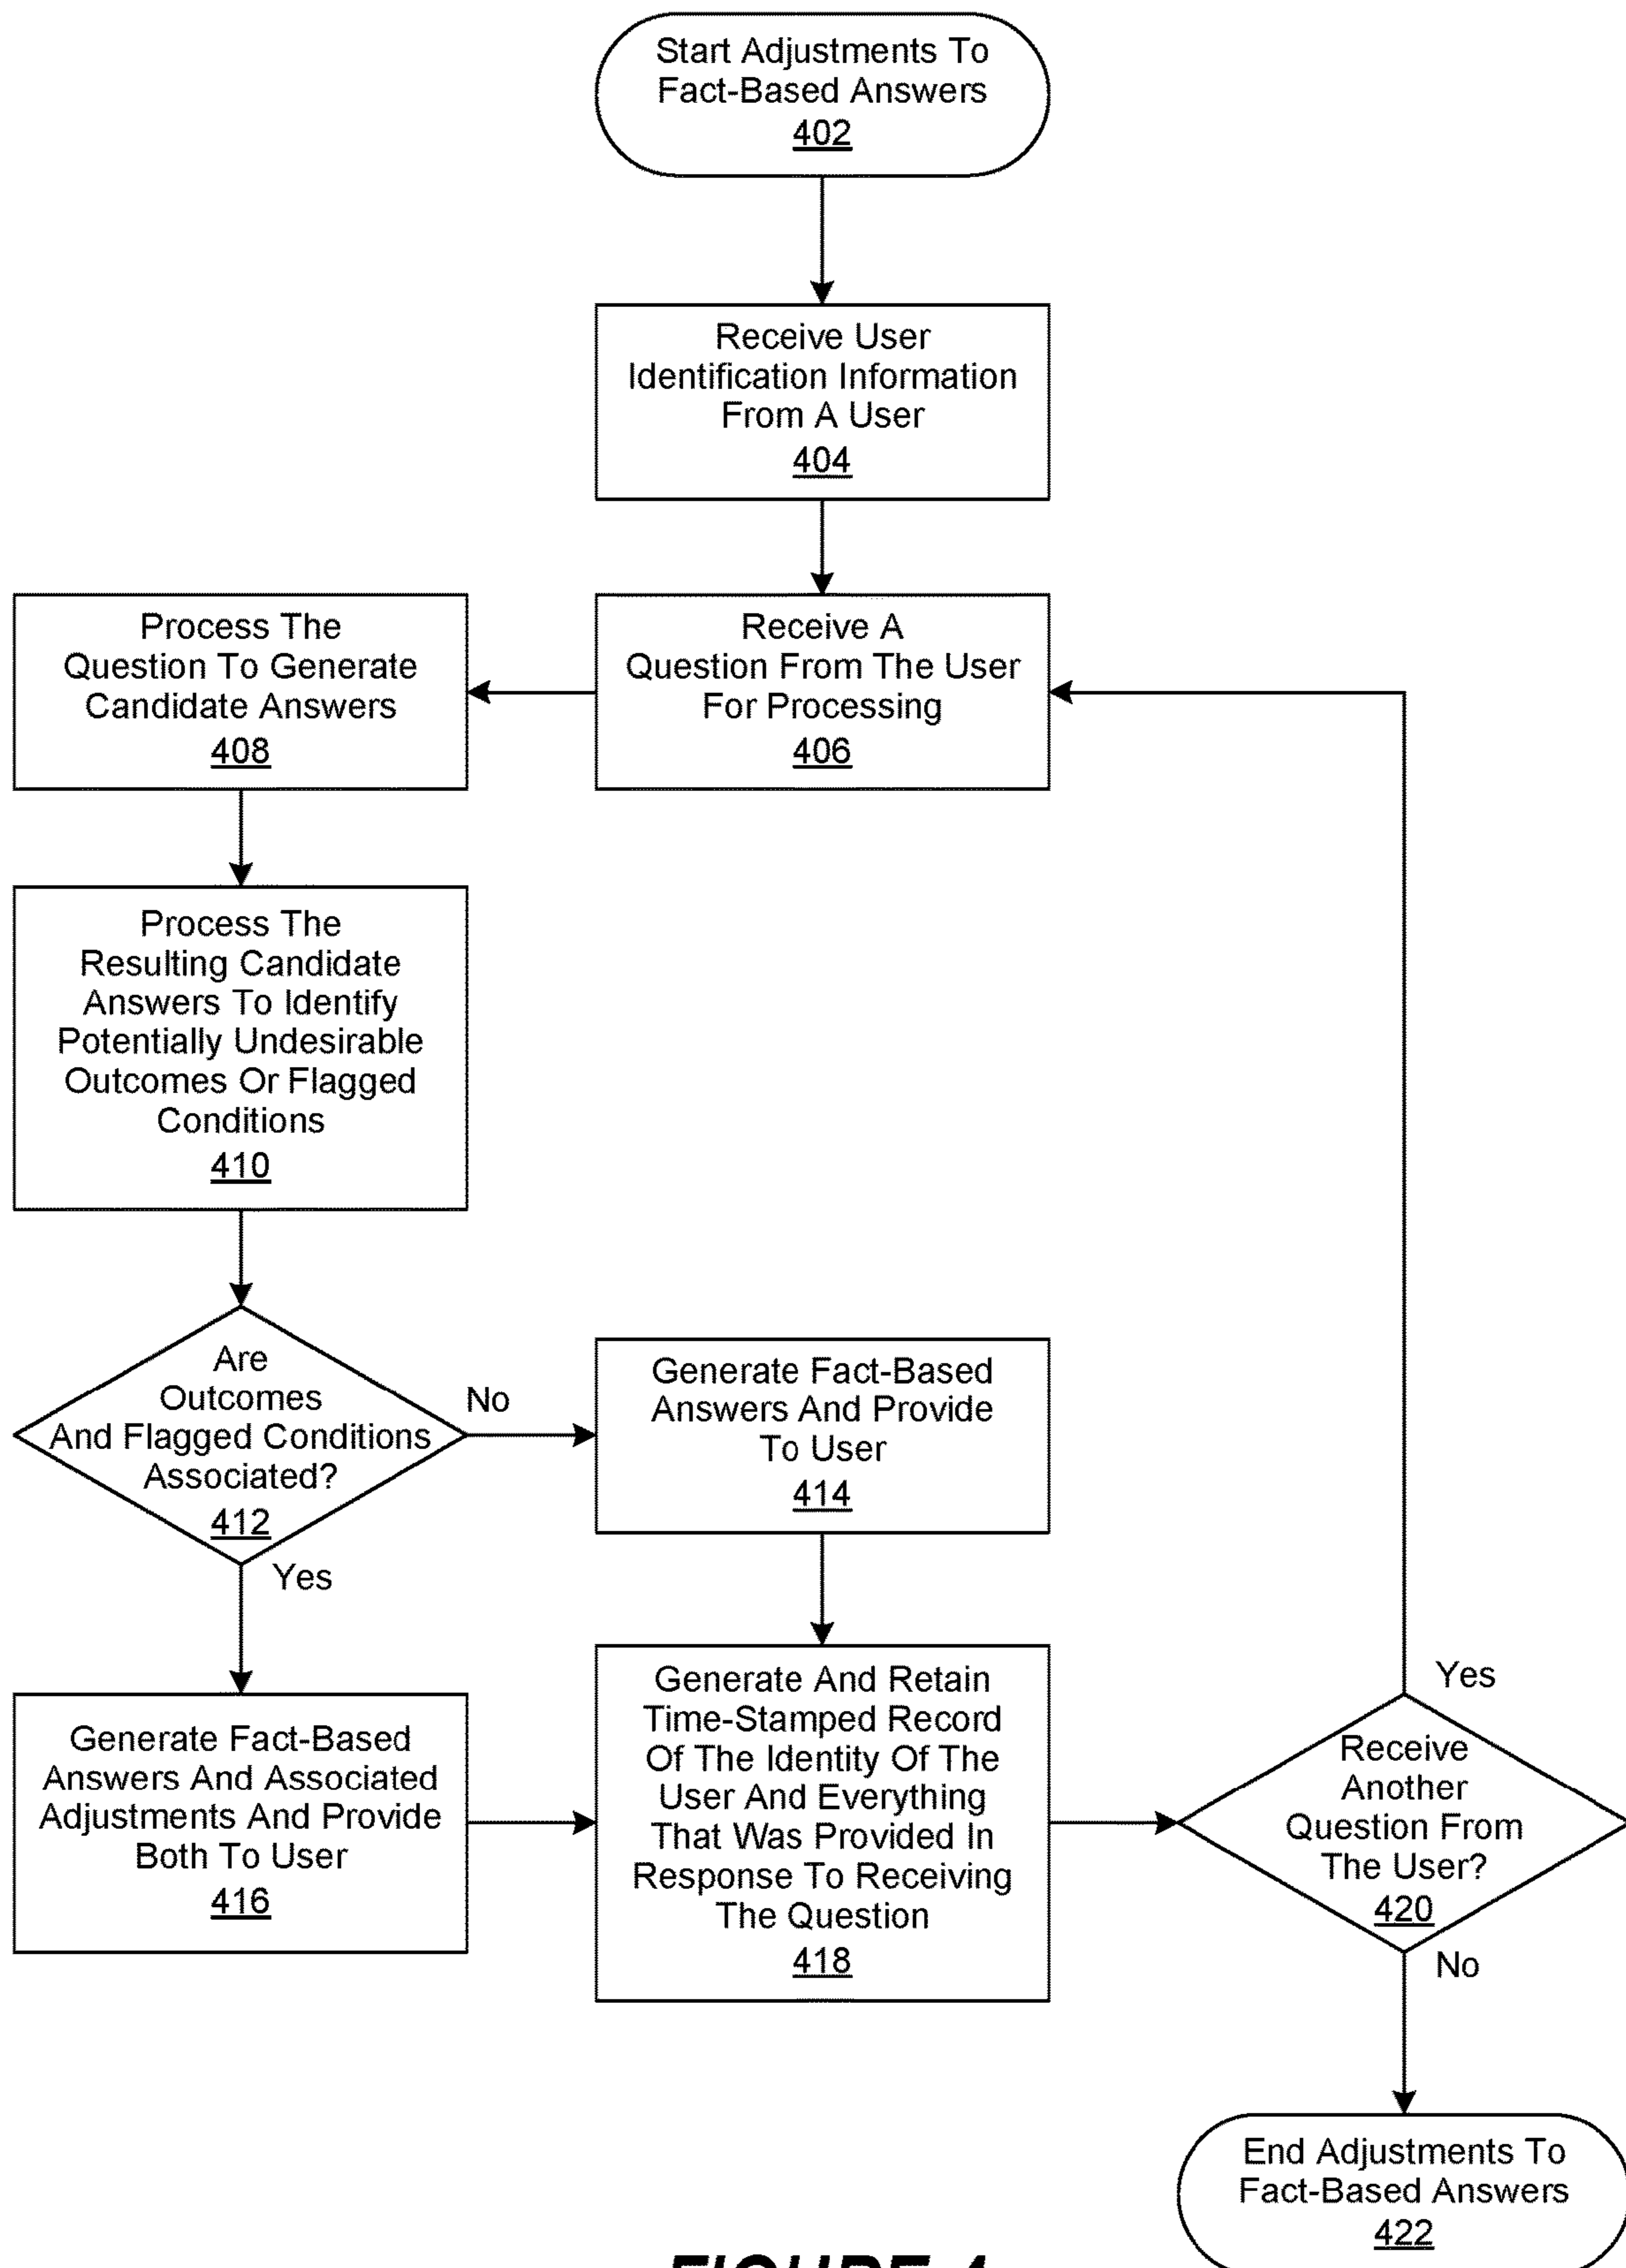 Start Adjustments To
Fact-Based Answers
402
Receive User
Identification Information
From A User
404
Receive A
Question From The User
For Processing
406
Process The
Question To Generate
Candidate Answers
408
Process The
Resulting Candidate
Answers To Identify
Potentially Undesirable
Outcomes Or Flagged
Conditions
410
Are
Outcomes
And Flagged Conditions
Associated?
412
No
Yes
Generate Fact-Based
Answers And Provide
To User
414
Generate Fact-Based
Answers And Associated
Adjustments And Provide
Both To User
416
Generate And Retain
Time-Stamped Record
Of The Identity Of The
User And Everything
That Was Provided In
Response To Receiving
The Question
418
Yes
Receive
Another
Question From
The User?
420
No
End Adjustments To
Fact-Based Answers
422
FIGURE 4